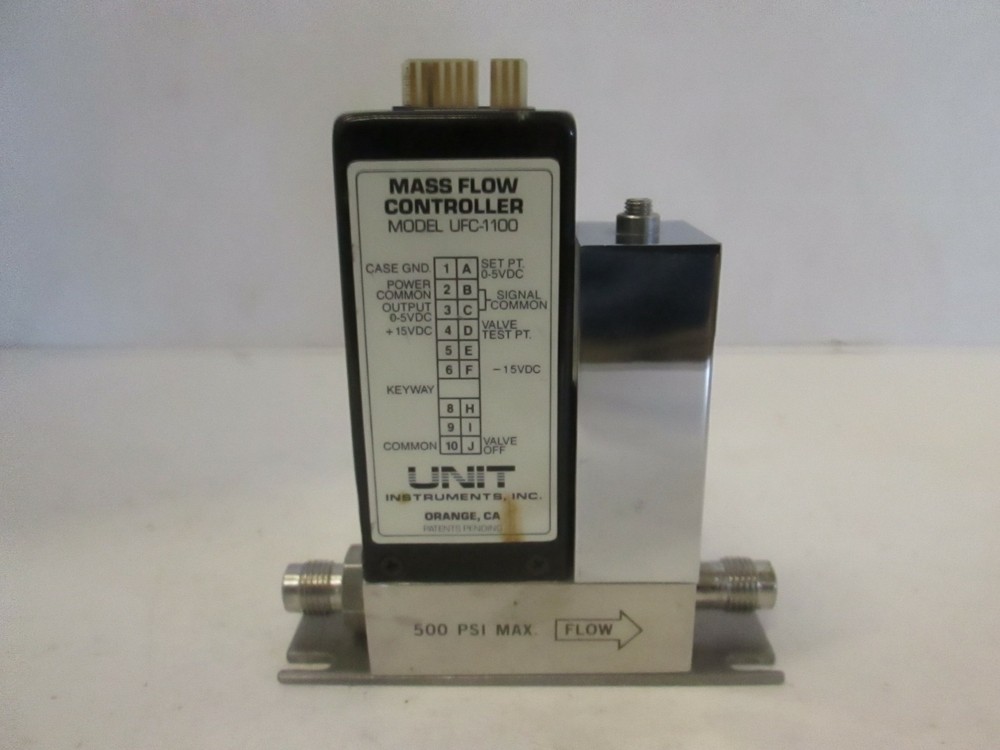 MASS FLOW
CONTROLLER
MODEL UFC-1100
CASE GND. 1 A SET PT.
0-5VDC
POWER
COMMON 2 B SIGNAL
COMMON
OUTPUT
0-5VDC 3 C
+15VDC 4 D VALVE
TEST PT.
5 E
6 F -15VDC
KEYWAY
8 H
9 I
COMMON 10 J VALVE
OFF
UNIT
INSTRUMENTS, INC.
ORANGE, CA
PATENTS PENDING
500 PSI MAX. FLOW